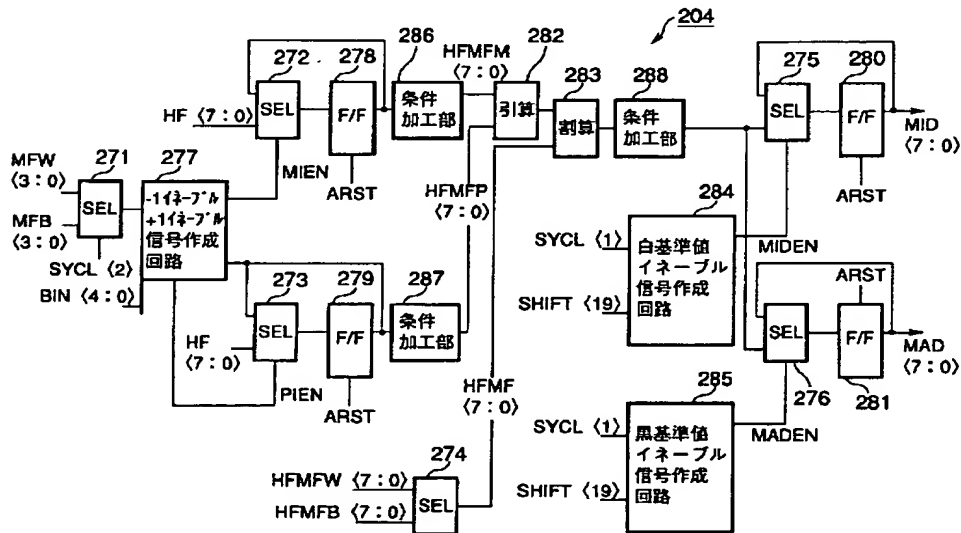 204
272
278
286
HFMFM
⟨7:0⟩
282
283
288
275
280
SEL
F/F
条件
加工部
引算
割算
条件
加工部
SEL
F/F
HF ⟨7:0⟩
MID
⟨7:0⟩
MFW
⟨3:0⟩
271
277
MIEN
ARST
ARST
MFB
⟨3:0⟩
SEL
-1イネーブル
+1イネーブル
信号作成
回路
HFMFP
⟨7:0⟩
284
SYCL ⟨2⟩
BIN ⟨4:0⟩
273
279
287
SYCL ⟨1⟩
SHIFT ⟨19⟩
白基準値
イネーブル
信号作成
回路
MIDEN
ARST
HF
⟨7:0⟩
SEL
F/F
条件
加工部
SEL
F/F
MAD
⟨7:0⟩
PIEN
ARST
HFMF
⟨7:0⟩
285
276
281
SYCL ⟨1⟩
SHIFT ⟨19⟩
黒基準値
イネーブル
信号作成
回路
MADEN
274
HFMFW ⟨7:0⟩
HFMFB ⟨7:0⟩
SEL